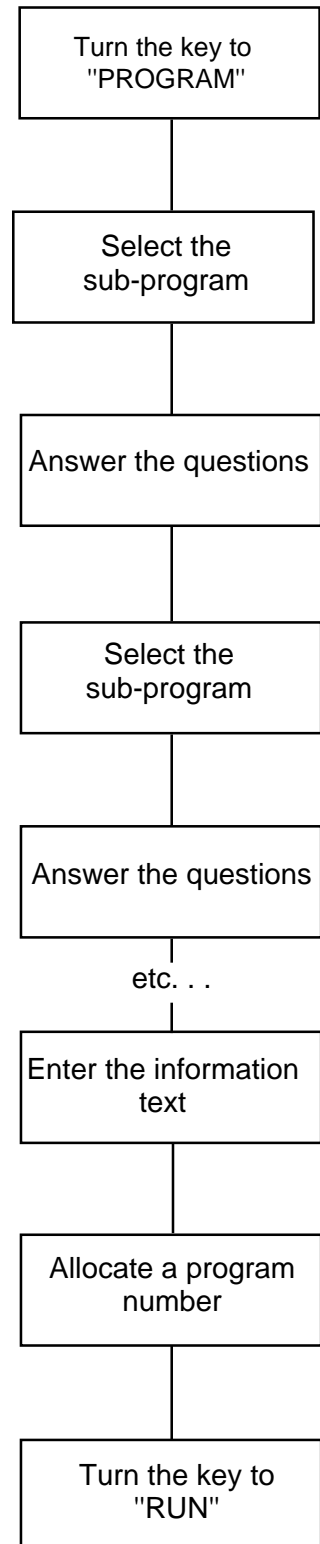 Turn the key to
"PROGRAM"
Select the
sub-program
Answer the questions
Select the
sub-program
Answer the questions
etc. . .
Enter the information
text
Allocate a program
number
Turn the key to
"RUN"